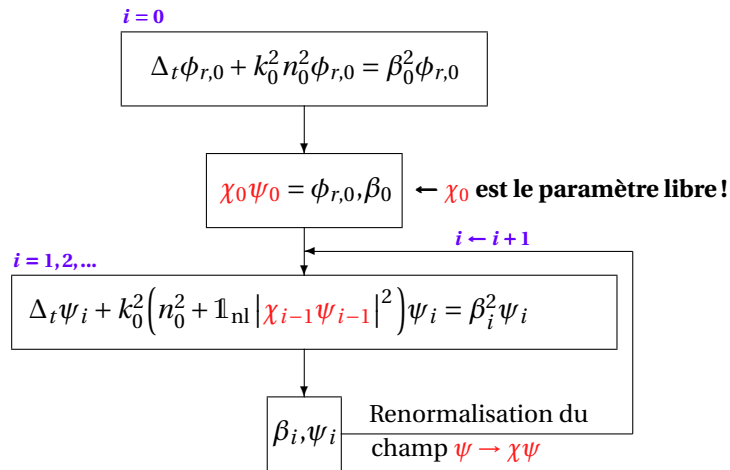 i = 0
Δ_t ϕ_{r,0} + k_0^2 n_0^2 ϕ_{r,0} = β_0^2 ϕ_{r,0}
χ_0 ψ_0 = ϕ_{r,0}, β_0 ← χ_0 est le paramètre libre !
i ← i + 1
i = 1, 2, ...
Δ_t ψ_i + k_0^2 (n_0^2 + 𝟙_{nl} |χ_{i−1} ψ_{i−1}|^2) ψ_i = β_i^2 ψ_i
β_i, ψ_i
Renormalisation du
champ ψ → χψ